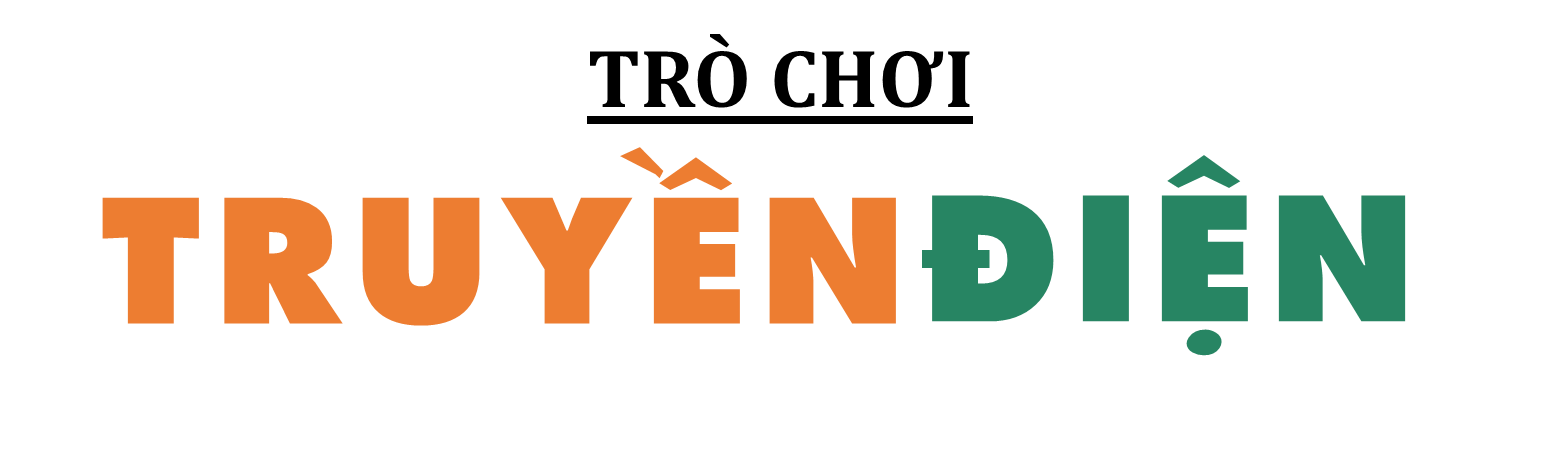 TRÒ CHƠI
TRUYỀN ĐIỆN